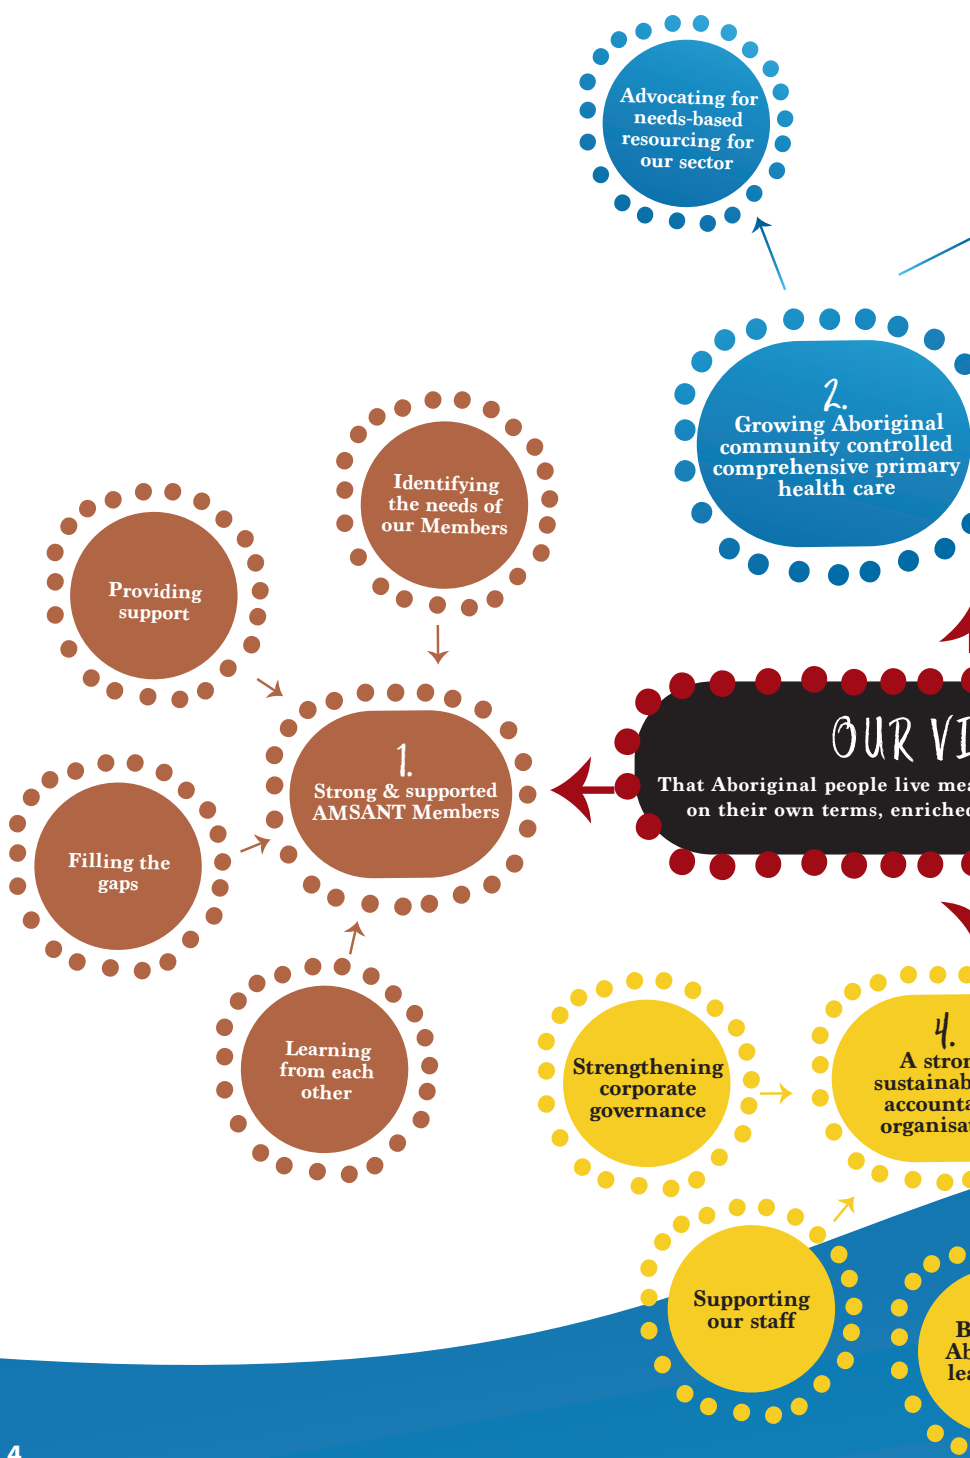 Advocating for
needs-based
resourcing for
our sector
2.
Growing Aboriginal
community controlled
comprehensive primary
health care
Identifying
the needs of
our Members
Providing
support
1.
Strong & supported
AMSANT Members
Filling the
gaps
Learning
from each
other
OUR VI
That Aboriginal people live mea
on their own terms, enriched
Strengthening
corporate
governance
4.
A stron
sustainab
accounta
organisat
Supporting
our staff
B
Ab
lea
4